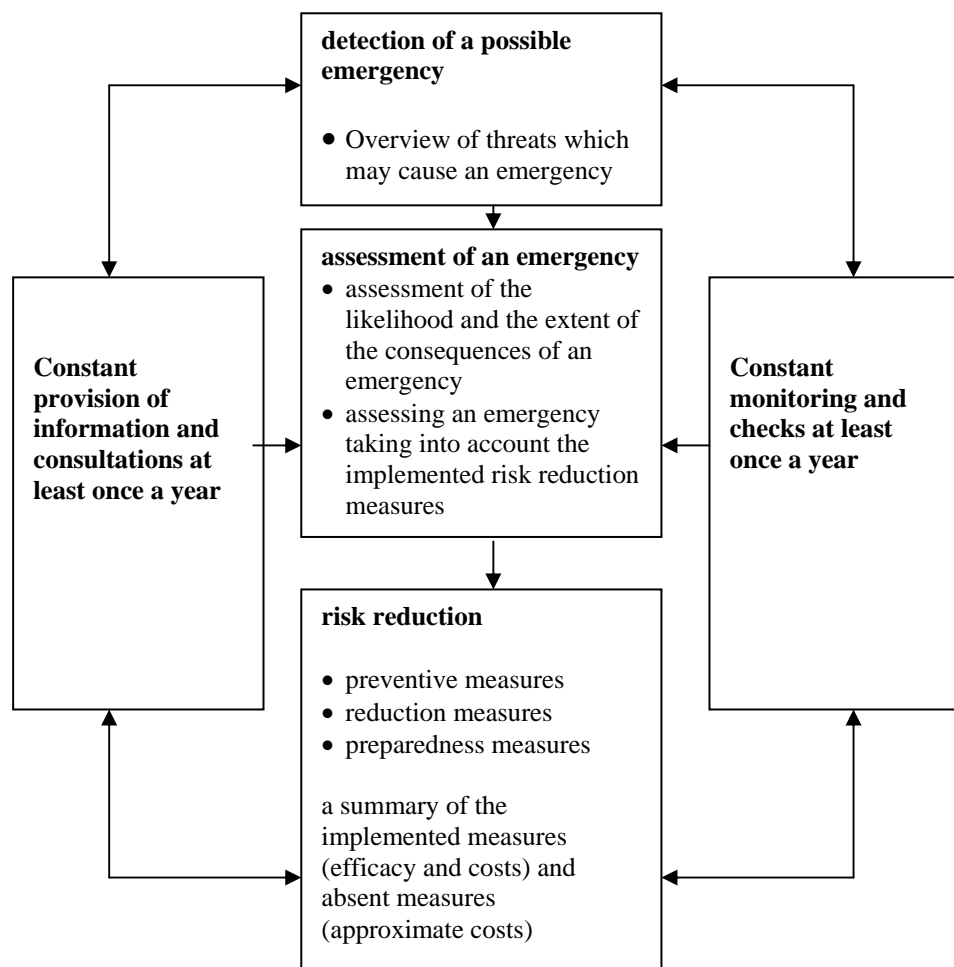 detection of a possible
emergency
• Overview of threats which
may cause an emergency
assessment of an emergency
• assessment of the
likelihood and the extent of
the consequences of an
emergency
• assessing an emergency
taking into account the
implemented risk reduction
measures
Constant
provision of
information and
consultations at
least once a year
Constant
monitoring and
checks at least
once a year
risk reduction
• preventive measures
• reduction measures
• preparedness measures
a summary of the
implemented measures
(efficacy and costs) and
absent measures
(approximate costs)